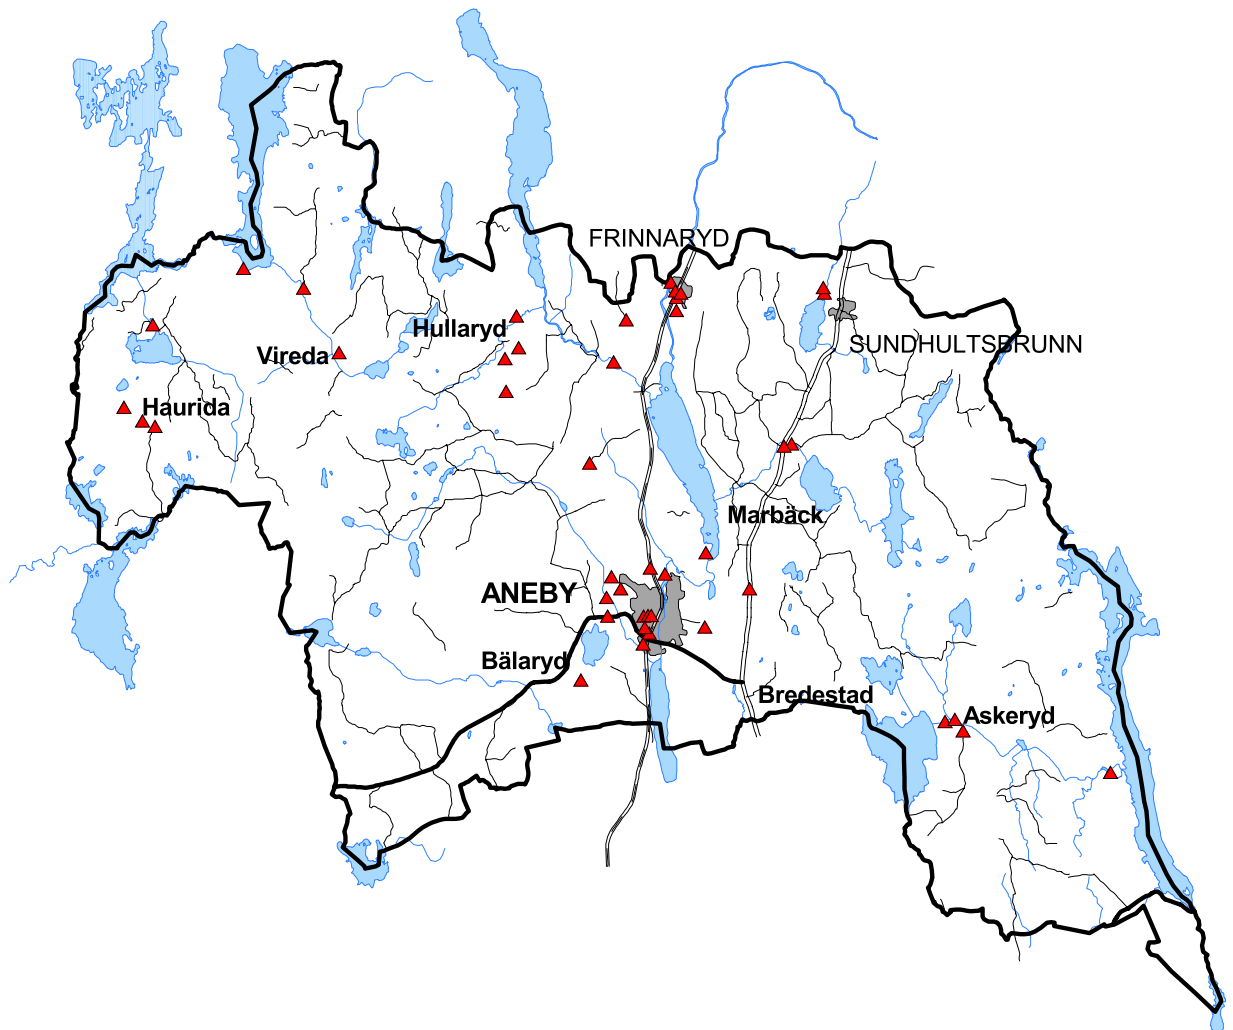 FRINNARYD
Hullaryd
SUNDHULTSBRUNN
Vireda
Haurida
Marbäck
ANEBY
Bälaryd
Bredestad
Askeryd